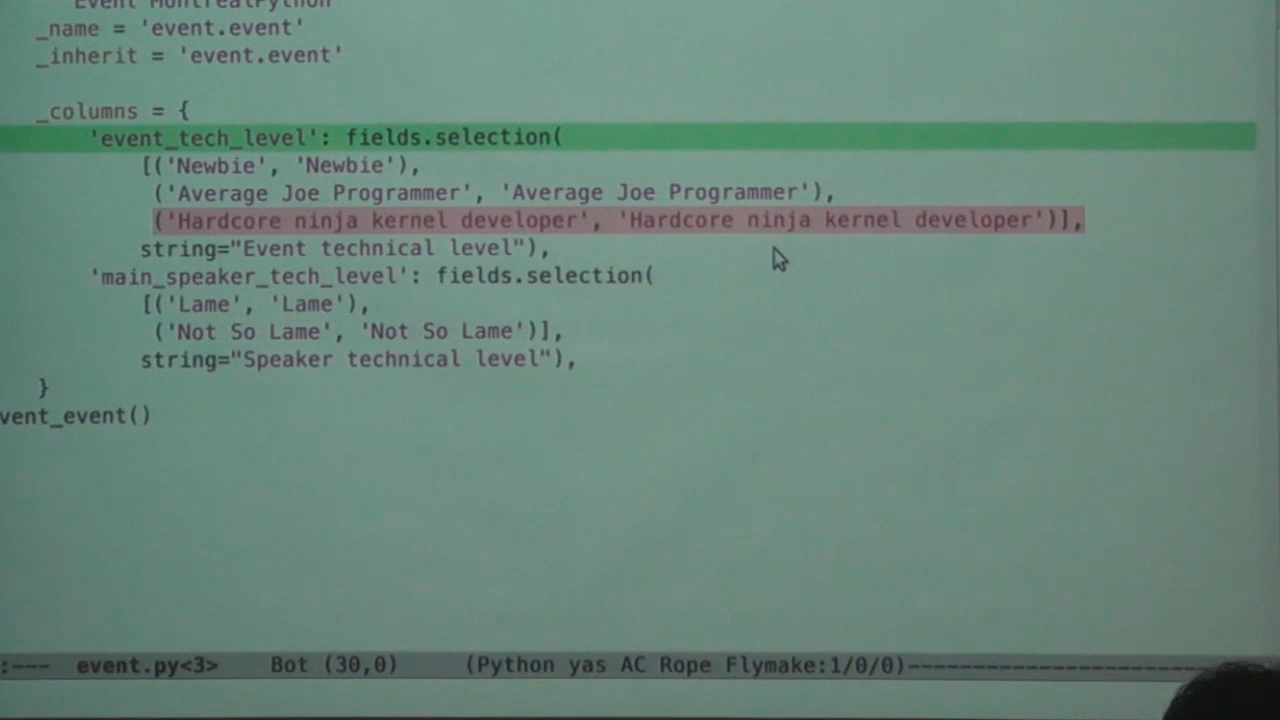 Event MontrealPython
_name = 'event.event'
_inherit = 'event.event'
_columns = {
'event_tech_level': fields.selection(
[('Newbie', 'Newbie'),
('Average Joe Programmer', 'Average Joe Programmer'),
('Hardcore ninja kernel developer', 'Hardcore ninja kernel developer')],
string="Event technical level"),
'main_speaker_tech_level': fields.selection(
[('Lame', 'Lame'),
('Not So Lame', 'Not So Lame')],
string="Speaker technical level"),
}
vent_event()
:--- event.py<3> Bot (30,0) (Python yas AC Rope Flymake:1/0/0)-----------------------------